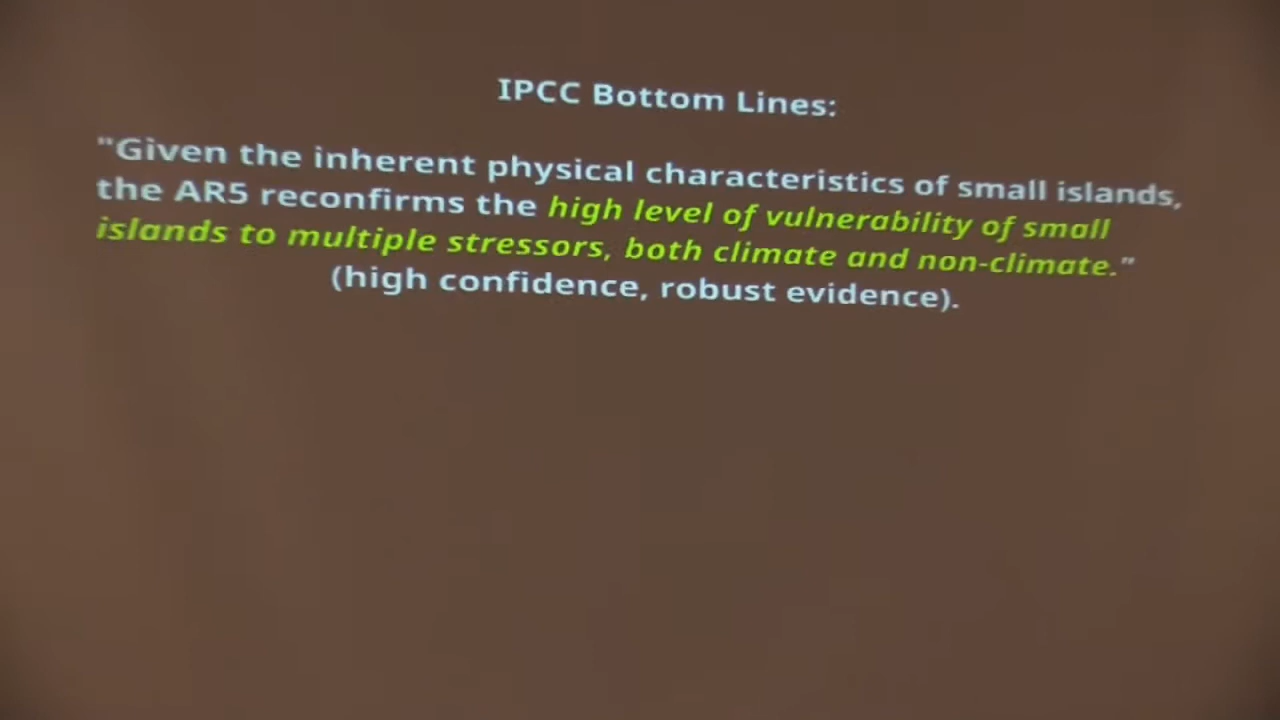 IPCC Bottom Lines:
"Given the inherent physical characteristics of small islands,
the AR5 reconfirms the high level of vulnerability of small
islands to multiple stressors, both climate and non-climate."
(high confidence, robust evidence).